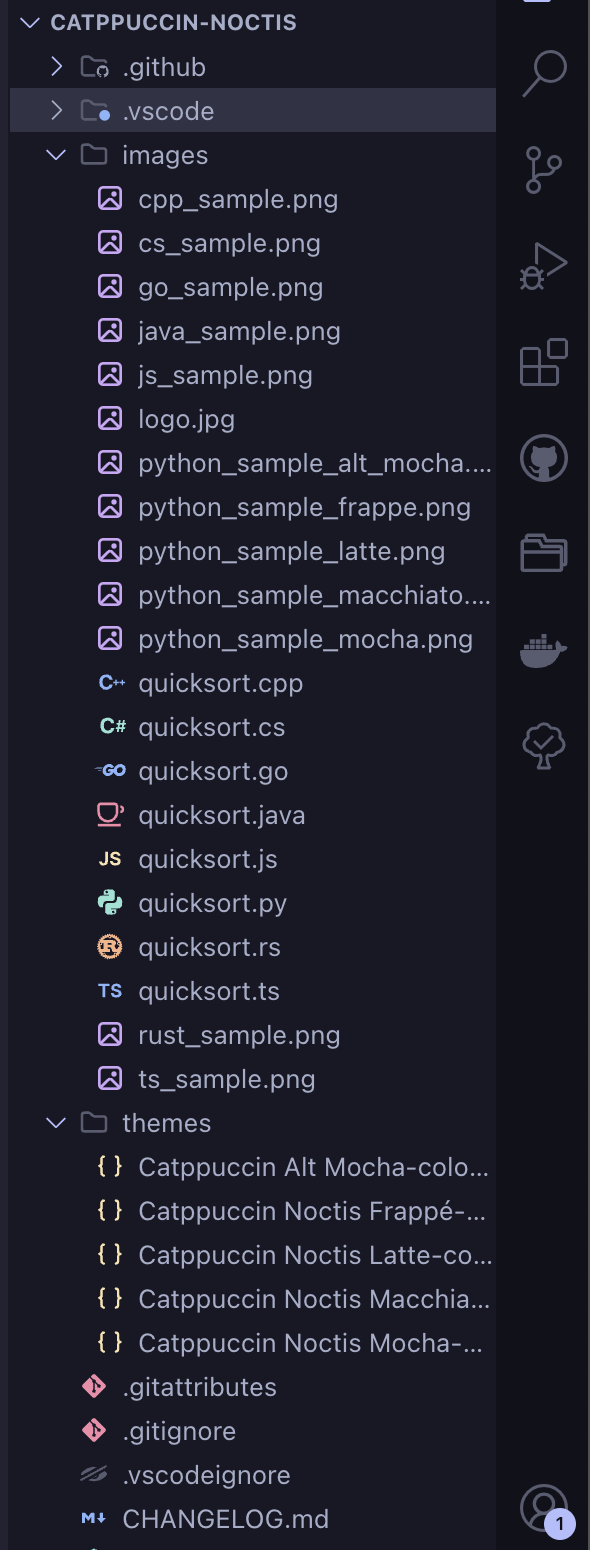 CATPPUCCIN-NOCTIS
.github
.vscode
images
cpp_sample.png
cs_sample.png
go_sample.png
java_sample.png
js_sample.png
logo.jpg
python_sample_alt_mocha....
python_sample_frappe.png
python_sample_latte.png
python_sample_macchiato....
python_sample_mocha.png
C++ quicksort.cpp
C# quicksort.cs
GO quicksort.go
quicksort.java
JS quicksort.js
quicksort.py
R quicksort.rs
TS quicksort.ts
rust_sample.png
ts_sample.png
themes
{ } Catppuccin Alt Mocha-colo...
{ } Catppuccin Noctis Frappé-...
{ } Catppuccin Noctis Latte-co...
{ } Catppuccin Noctis Macchia...
{ } Catppuccin Noctis Mocha-...
.gitattributes
.gitignore
.vscodeignore
M↓ CHANGELOG.md
1